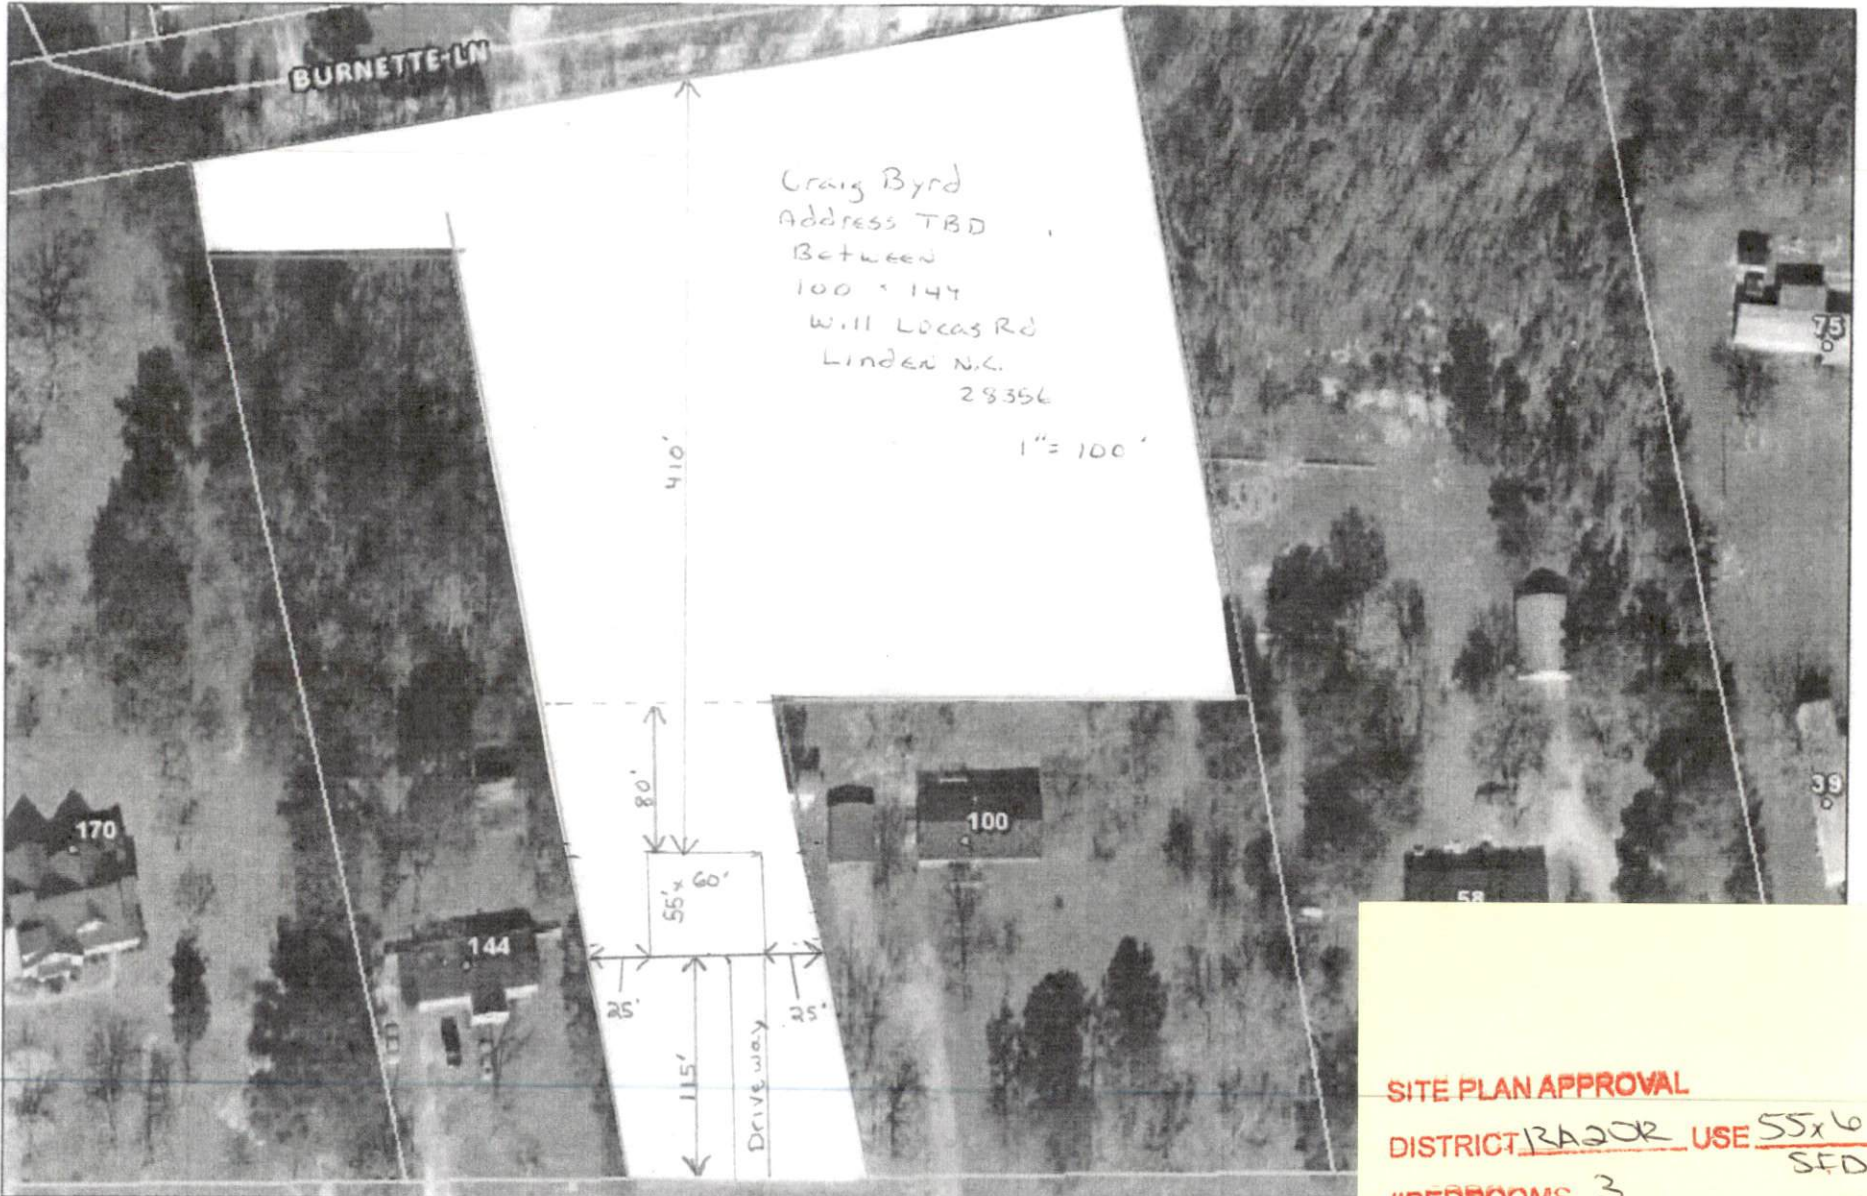 BURNETTE-LN
Craig Byrd
Address TBD
Between
100 & 144
Will Lucas Rd
Linden N.C.
28356
1"= 100'
410'
75
80'
39
170
100
55' x 60'
58
144
25'
25'
115'
Driveway
SITE PLAN APPROVAL
DISTRICT RA20R USE 55x6
SFD
#BEDROOMS 3